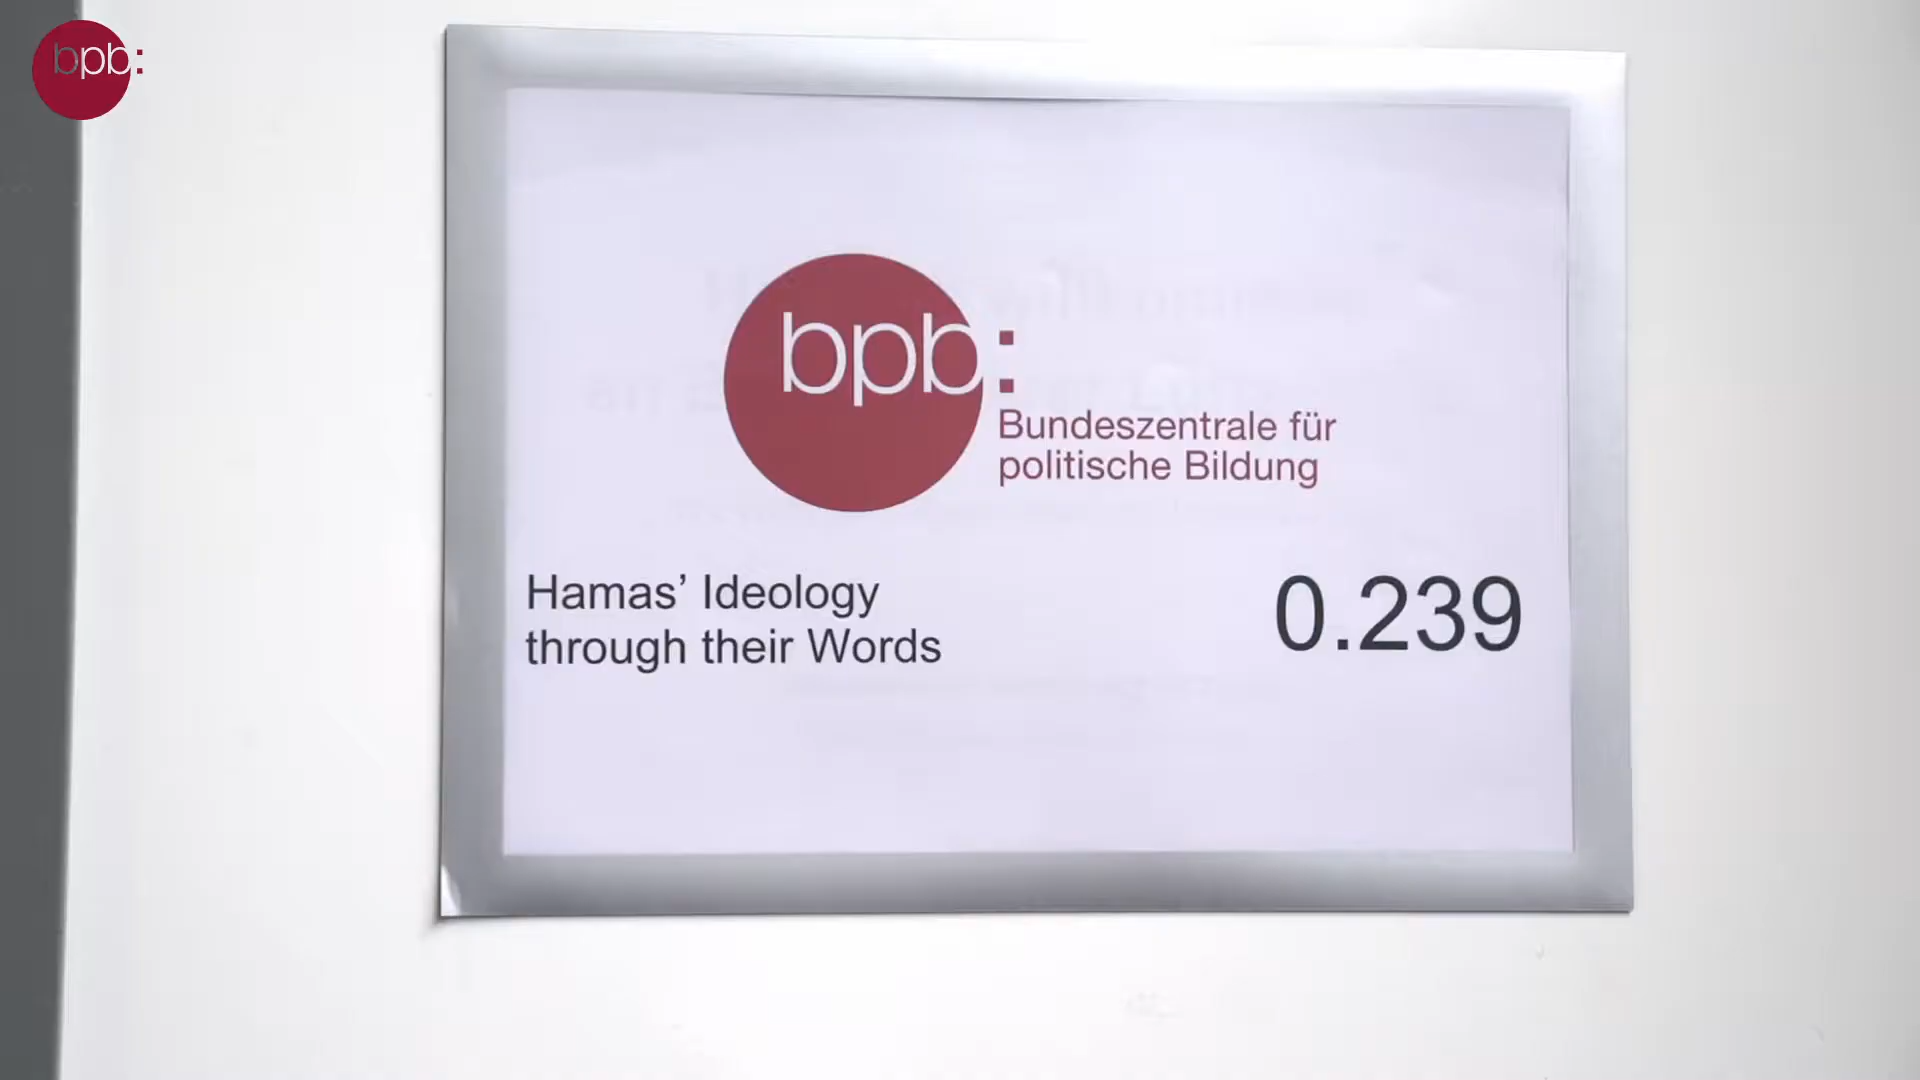 bpb:
bpb:
Bundeszentrale für
politische Bildung
Hamas’ Ideology
through their Words
0.239